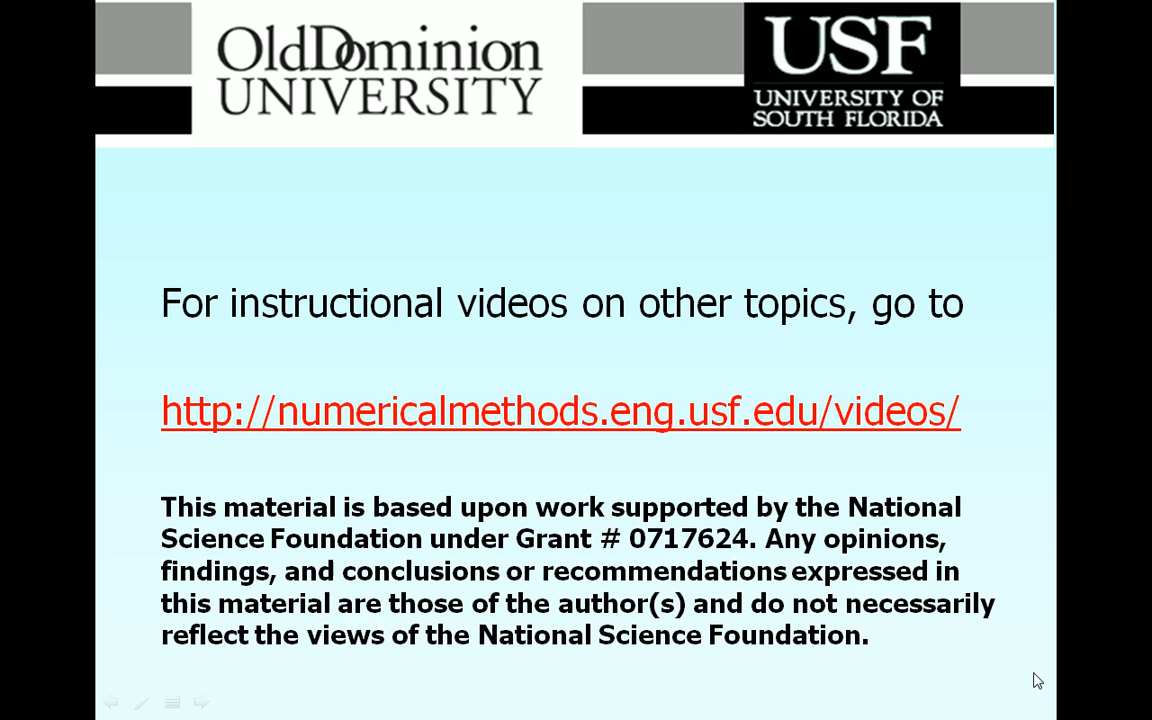 OldDominion
UNIVERSITY
USF
UNIVERSITY OF
SOUTH FLORIDA
For instructional videos on other topics, go to
http://numericalmethods.eng.usf.edu/videos/
This material is based upon work supported by the National
Science Foundation under Grant # 0717624. Any opinions,
findings, and conclusions or recommendations expressed in
this material are those of the author(s) and do not necessarily
reflect the views of the National Science Foundation.